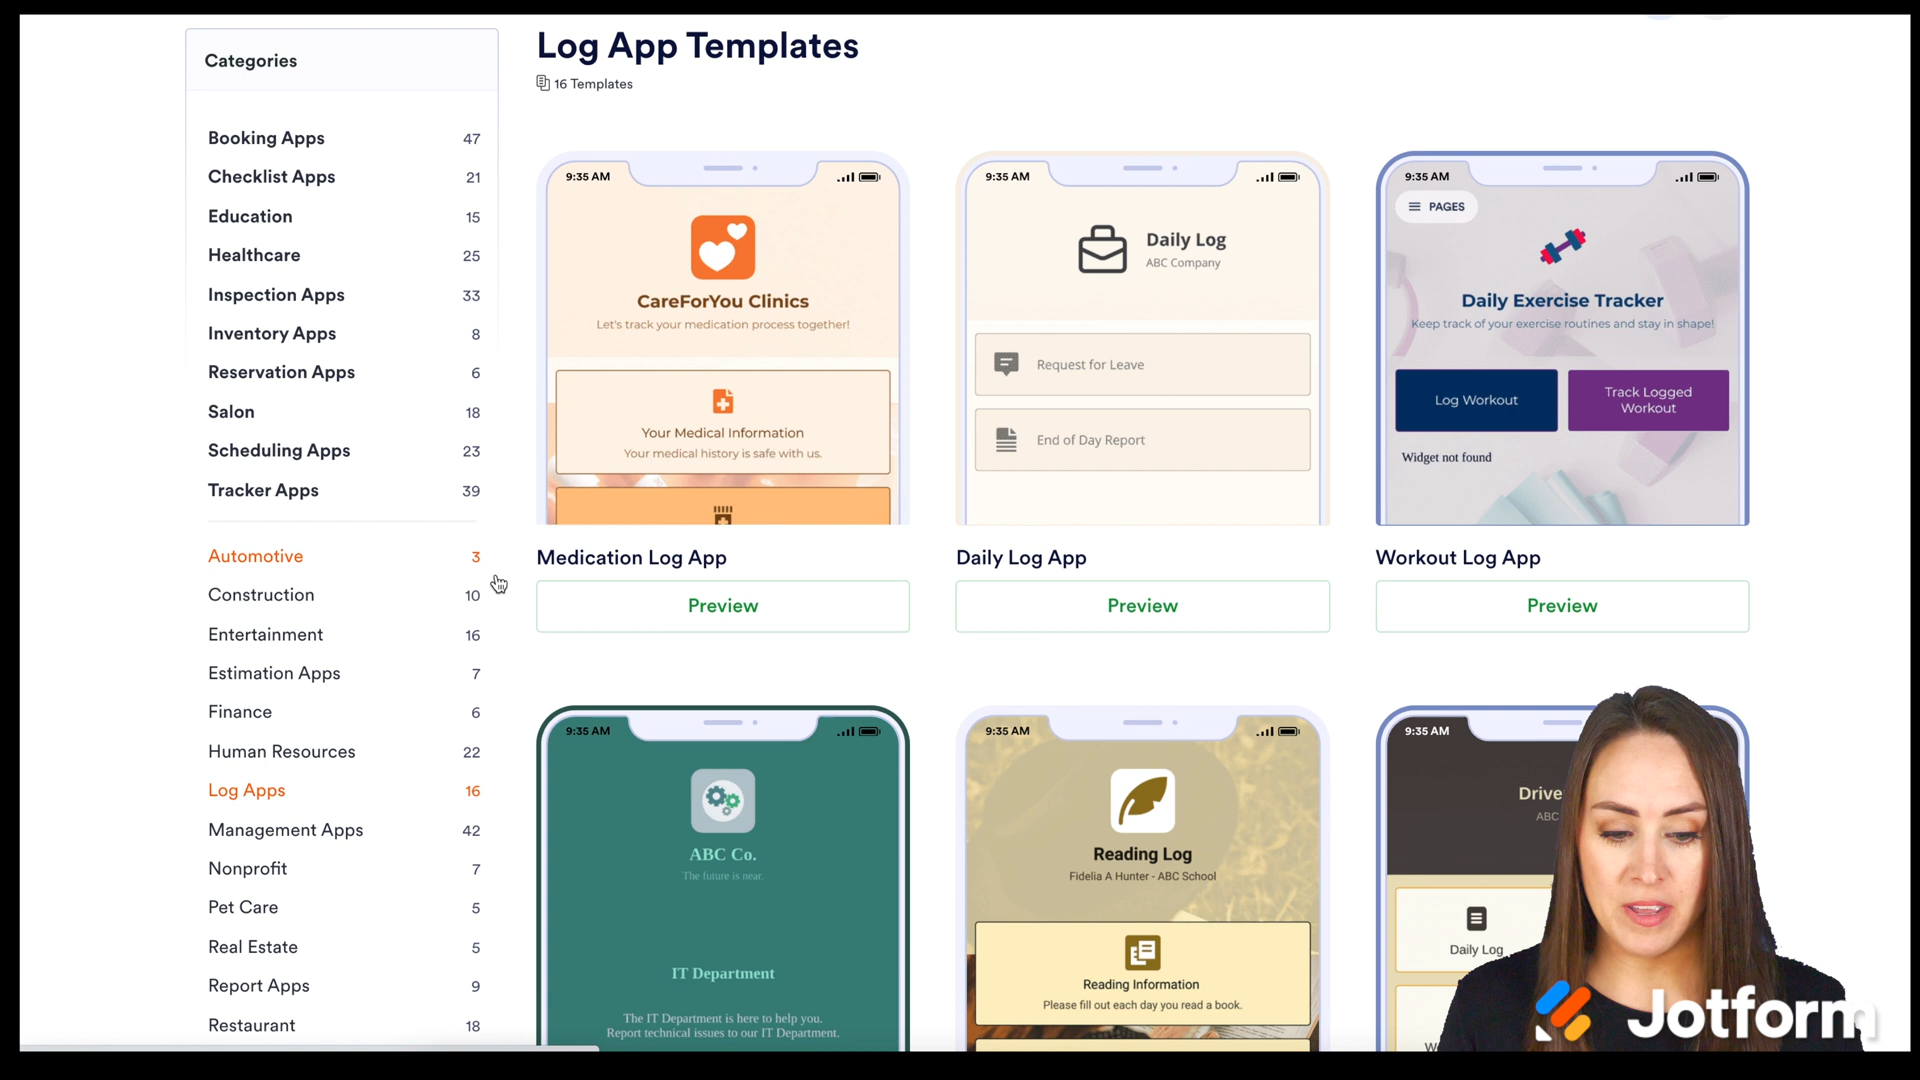 Categories
Booking Apps 47
Checklist Apps 21
Education 15
Healthcare 25
Inspection Apps 33
Inventory Apps 8
Reservation Apps 6
Salon 18
Scheduling Apps 23
Tracker Apps 39
Automotive 3
Construction 10
Entertainment 16
Estimation Apps 7
Finance 6
Human Resources 22
Log Apps 16
Management Apps 42
Nonprofit 7
Pet Care 5
Real Estate 5
Report Apps 9
Restaurant 18
Log App Templates
16 Templates
9:35 AM
CareForYou Clinics
Let's track your medication process together!
Your Medical Information
Your medical history is safe with us.
Medication Log App
Preview
9:35 AM
Daily Log
ABC Company
Request for Leave
End of Day Report
Daily Log App
Preview
9:35 AM
PAGES
Daily Exercise Tracker
Keep track of your exercise routines and stay in shape!
Log Workout
Track Logged
Workout
Widget not found
Workout Log App
Preview
9:35 AM
ABC Co.
The future is near.
IT Department
The IT Department is here to help you.
Report technical issues to our IT Department.
9:35 AM
Reading Log
Fidelia A Hunter - ABC School
Reading Information
Please fill out each day you read a book.
9:35 AM
Drive
ABC
Daily Log
Jotform